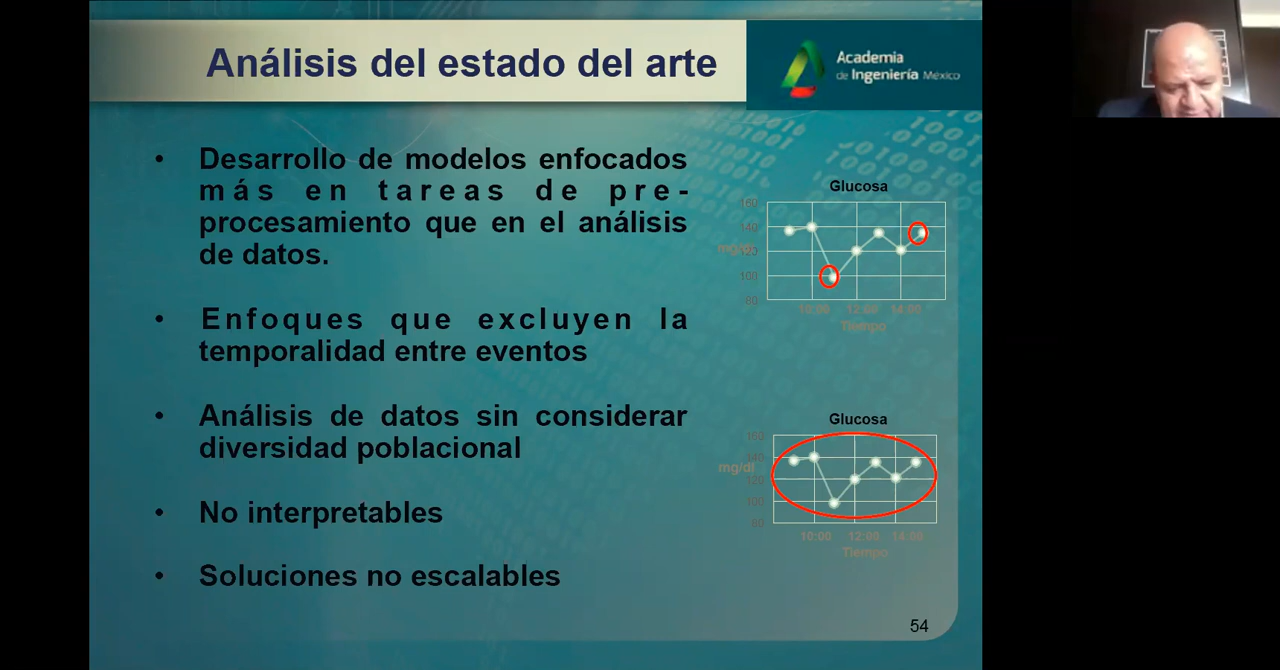 Análisis del estado del arte
Academia
de Ingeniería México
• Desarrollo de modelos enfocados
más en tareas de pre-
procesamiento que en el análisis
de datos.
• Enfoques que excluyen la
temporalidad entre eventos
• Análisis de datos sin considerar
diversidad poblacional
• No interpretables
• Soluciones no escalables
Glucosa
160
140
mg/dl
120
100
80
10:00 12:00 14:00
Tiempo
Glucosa
160
140
mg/dl
120
100
80
10:00 12:00 14:00
Tiempo
54